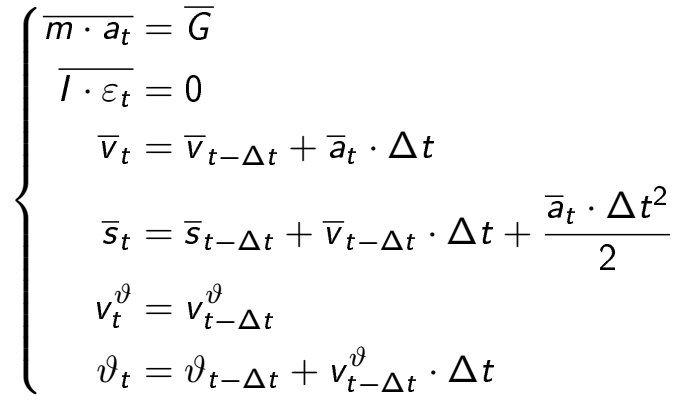 \overline{m \cdot a_t} = \overline{G}
\overline{I \cdot \varepsilon_t} = 0
\overline{v}_t = \overline{v}_{t-\Delta t} + \overline{a}_t \cdot \Delta t
\overline{s}_t = \overline{s}_{t-\Delta t} + \overline{v}_{t-\Delta t} \cdot \Delta t + \frac{\overline{a}_t \cdot \Delta t^2}{2}
v_t^{\vartheta} = v_{t-\Delta t}^{\vartheta}
\vartheta_t = \vartheta_{t-\Delta t} + v_{t-\Delta t}^{\vartheta} \cdot \Delta t